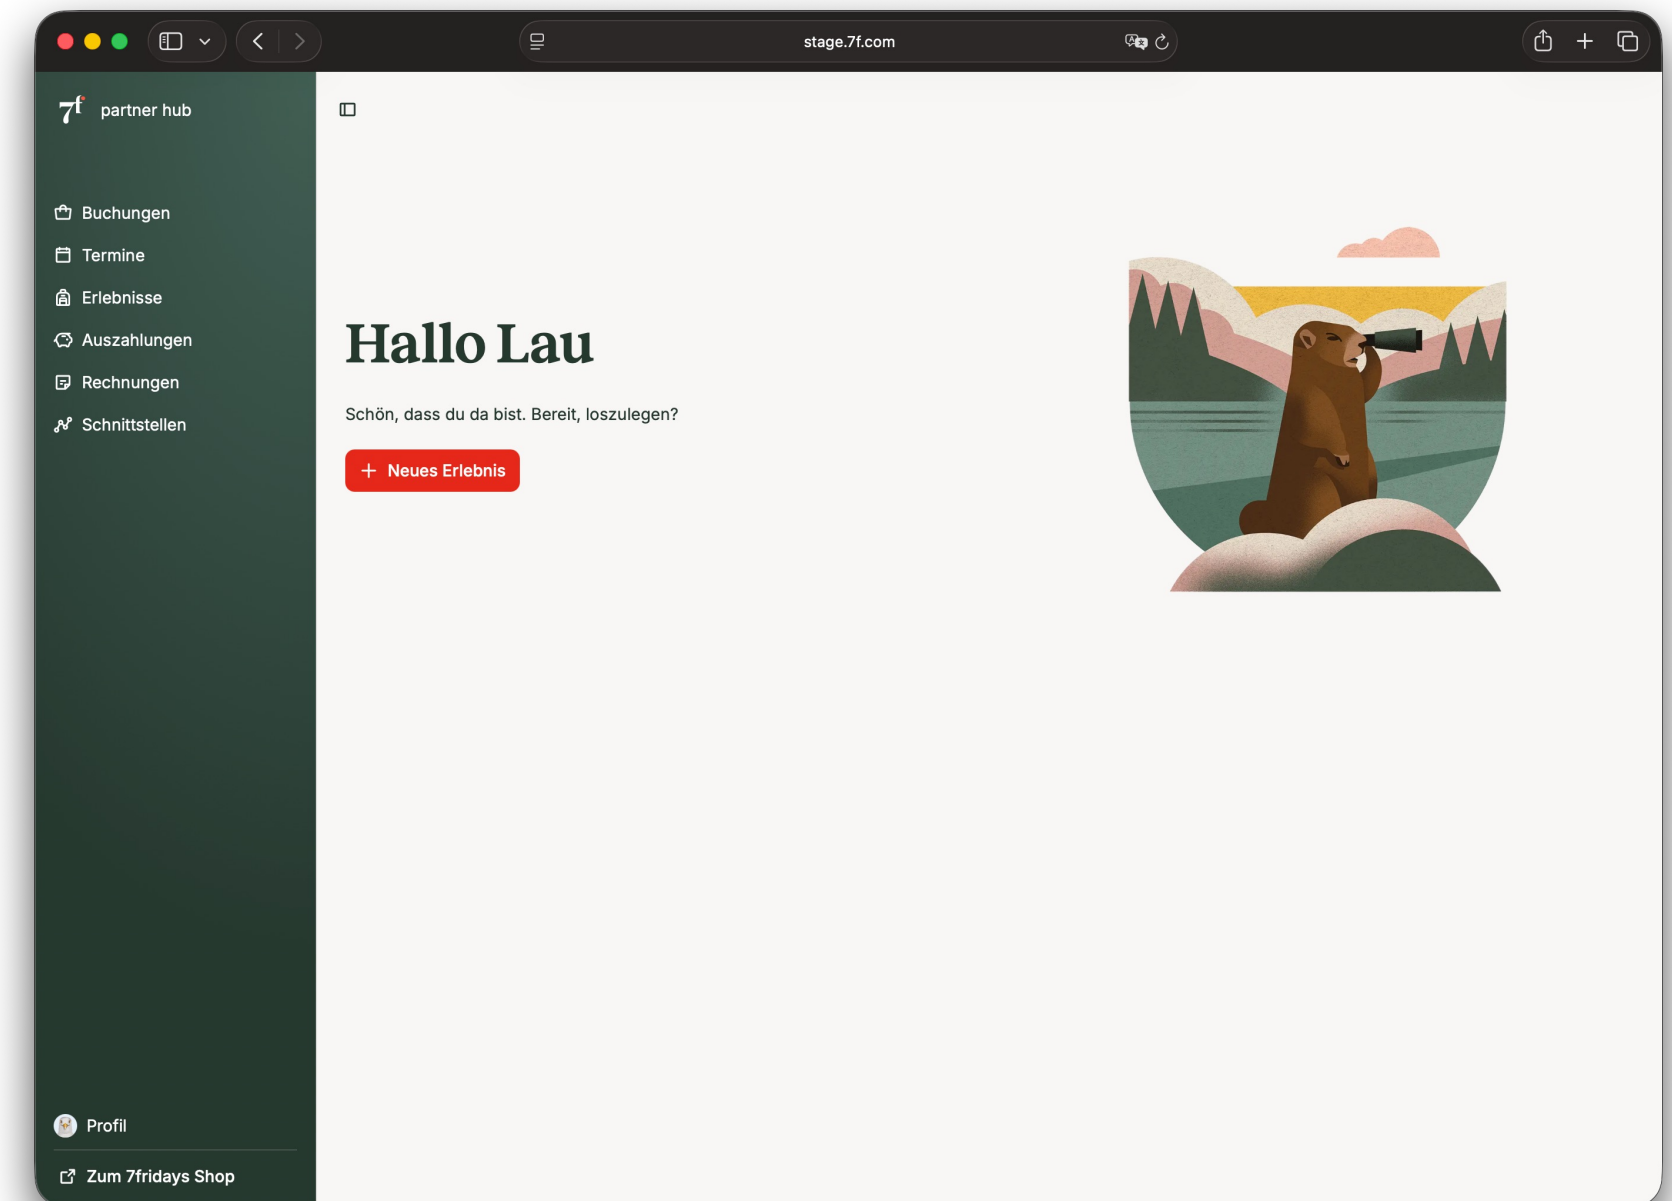 stage.7f.com
7f partner hub
Buchungen
Termine
Erlebnisse
Auszahlungen
Rechnungen
Schnittstellen
Hallo Lau
Schön, dass du da bist. Bereit, loszulegen?
Neues Erlebnis
Profil
Zum 7fridays Shop